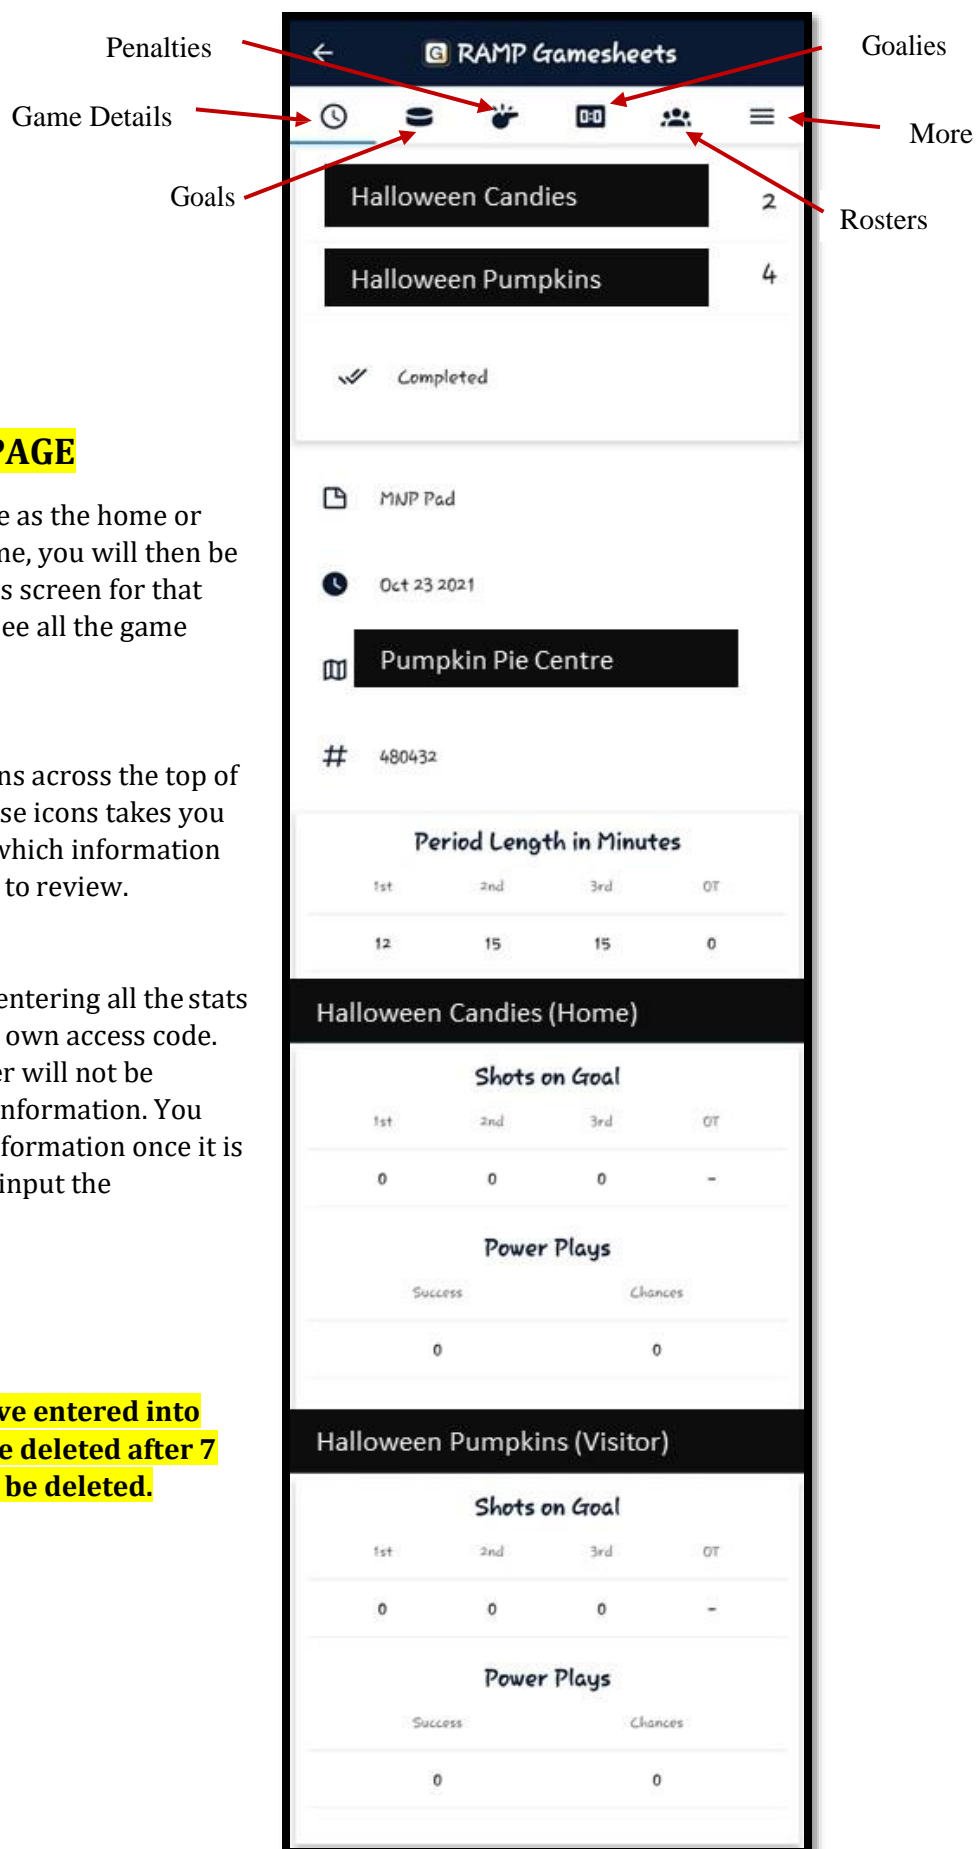 Penalties
Goalies
Game Details
More
Goals
Rosters
RAMP Gamesheets
Halloween Candies 2
Halloween Pumpkins 4
Completed
MNP Pad
Oct 23 2021
Pumpkin Pie Centre
# 480432
Period Length in Minutes
1st 2nd 3rd OT
12 15 15 0
Halloween Candies (Home)
Shots on Goal
1st 2nd 3rd OT
0 0 0 -
Power Plays
Success Chances
0 0
Halloween Pumpkins (Visitor)
Shots on Goal
1st 2nd 3rd OT
0 0 0 -
Power Plays
Success Chances
0 0
PAGE
e as the home or
me, you will then be
s screen for that
ee all the game
ns across the top of
se icons takes you
which information
to review.
entering all the stats
own access code.
er will not be
information. You
formation once it is
input the
ve entered into
e deleted after 7
be deleted.